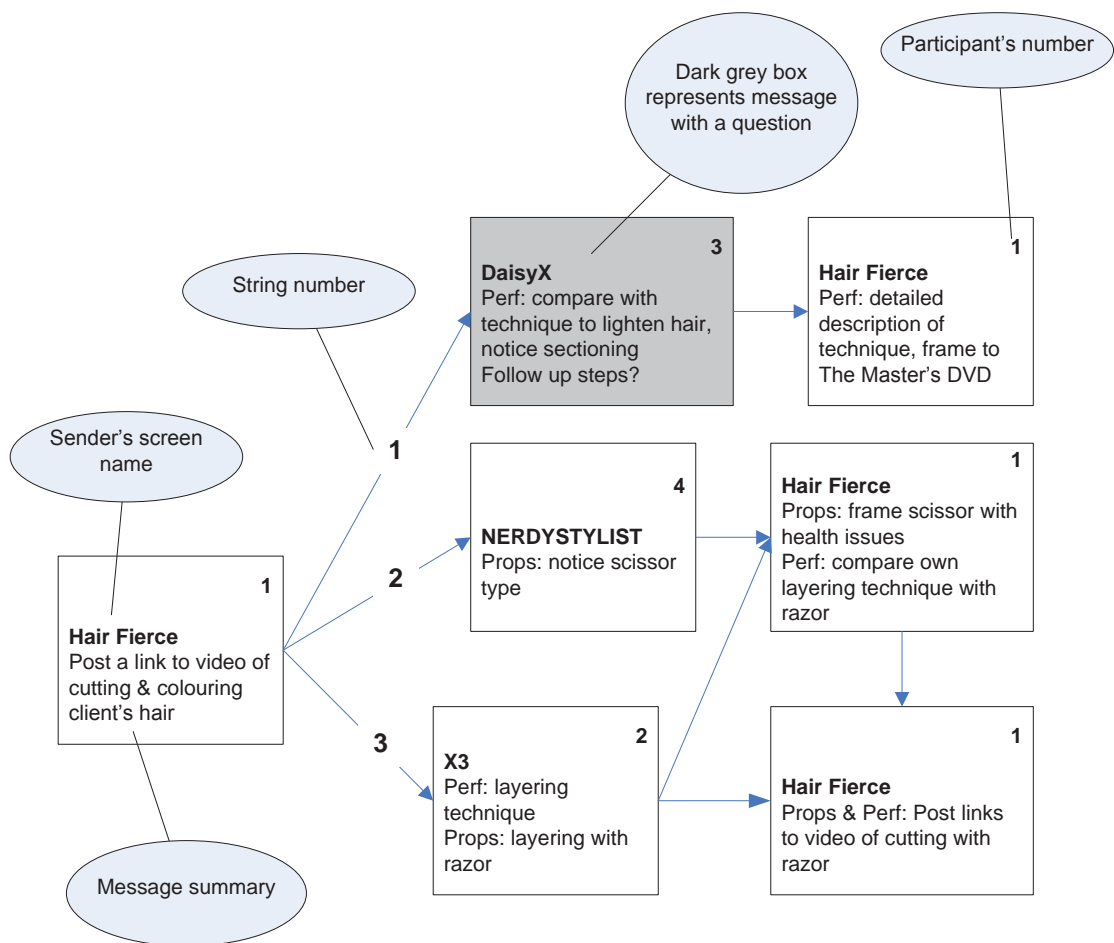 Participant’s number
Dark grey box
represents message
with a question
String number
Sender’s screen
name
3
DaisyX
Perf: compare with
technique to lighten hair,
notice sectioning
Follow up steps?
1
Hair Fierce
Perf: detailed
description of
technique, frame to
The Master’s DVD
1
4
NERDYSTYLIST
Props: notice scissor
type
1
Hair Fierce
Props: frame scissor with
health issues
Perf: compare own
layering technique with
razor
2
1
Hair Fierce
Post a link to video of
cutting & colouring
client’s hair
3
2
X3
Perf: layering
technique
Props: layering with
razor
1
Hair Fierce
Props & Perf: Post links
to video of cutting with
razor
Message summary